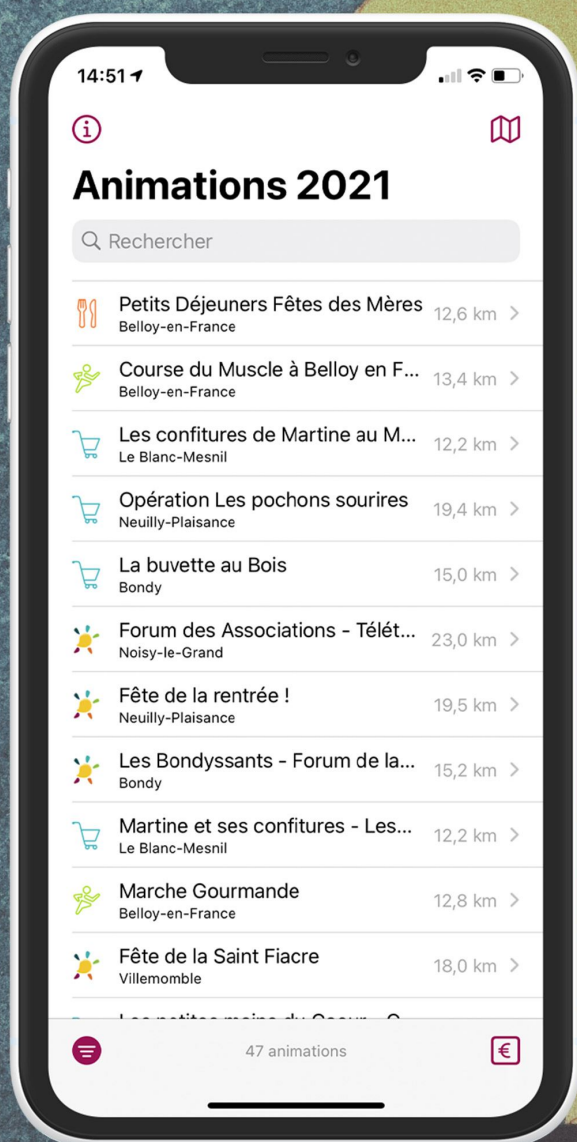 14:51
Animations 2021
Rechercher
Petits Déjeuners Fêtes des Mères
12,6 km
Belloy-en-France
Course du Muscle à Belloy en F...
13,4 km
Belloy-en-France
Les confitures de Martine au M...
12,2 km
Le Blanc-Mesnil
Opération Les pochons sourires
19,4 km
Neuilly-Plaisance
La buvette au Bois
15,0 km
Bondy
Forum des Associations - Télét...
23,0 km
Noisy-le-Grand
Fête de la rentrée !
19,5 km
Neuilly-Plaisance
Les Bondyssants - Forum de la...
15,2 km
Bondy
Martine et ses confitures - Les...
12,2 km
Le Blanc-Mesnil
Marche Gourmande
12,8 km
Belloy-en-France
Fête de la Saint Fiacre
18,0 km
Villemomble
47 animations
€